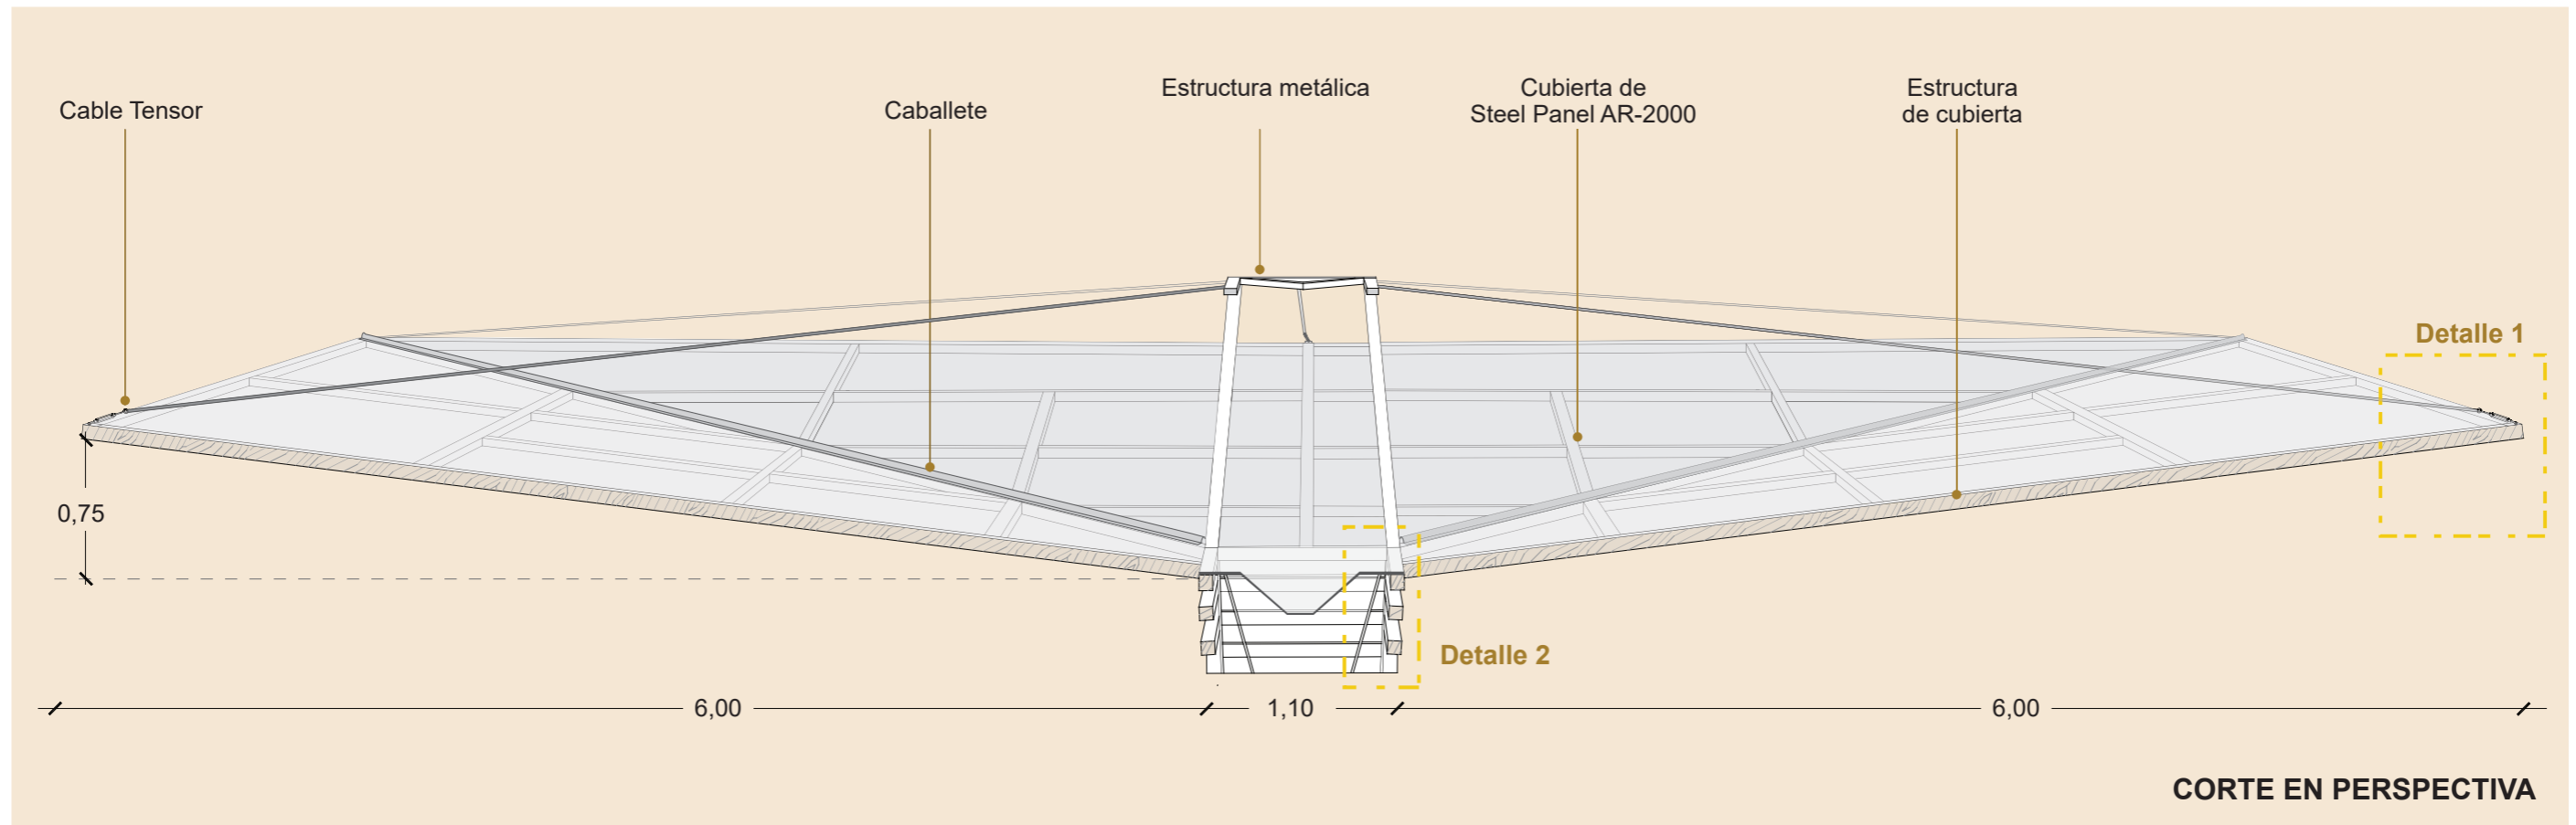 Cable Tensor
Caballete
Estructura metálica
Cubierta de
Steel Panel AR-2000
Estructura
de cubierta
Detalle 1
0,75
Detalle 2
6,00
1,10
6,00
CORTE EN PERSPECTIVA